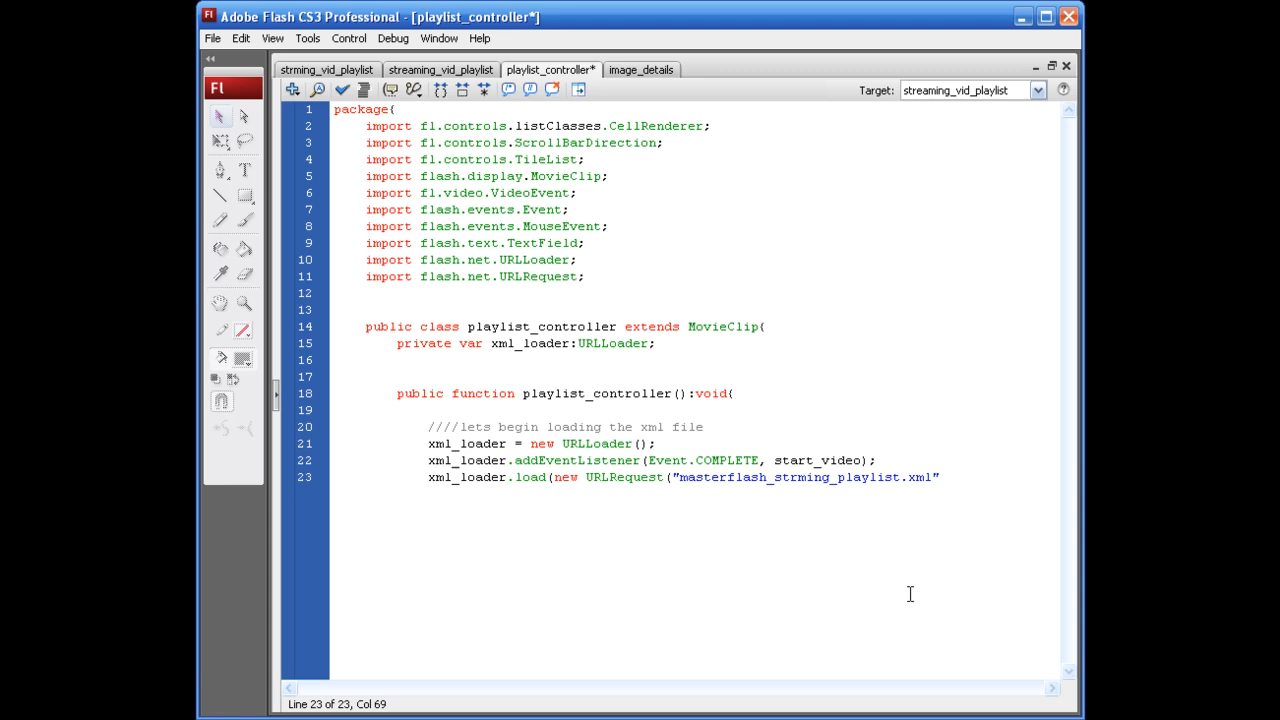 Fl Adobe Flash CS3 Professional - [playlist_controller*]
File Edit View Tools Control Debug Window Help
strming_vid_playlist streaming_vid_playlist playlist_controller* image_details
Fl
Target: streaming_vid_playlist
1 package{
2 import fl.controls.listClasses.CellRenderer;
3 import fl.controls.ScrollBarDirection;
4 import fl.controls.TileList;
5 import flash.display.MovieClip;
6 import fl.video.VideoEvent;
7 import flash.events.Event;
8 import flash.events.MouseEvent;
9 import flash.text.TextField;
10 import flash.net.URLLoader;
11 import flash.net.URLRequest;
12
13
14 public class playlist_controller extends MovieClip{
15 private var xml_loader:URLLoader;
16
17
18 public function playlist_controller():void{
19
20 ////lets begin loading the xml file
21 xml_loader = new URLLoader();
22 xml_loader.addEventListener(Event.COMPLETE, start_video);
23 xml_loader.load(new URLRequest("masterflash_strming_playlist.xml"
Line 23 of 23, Col 69